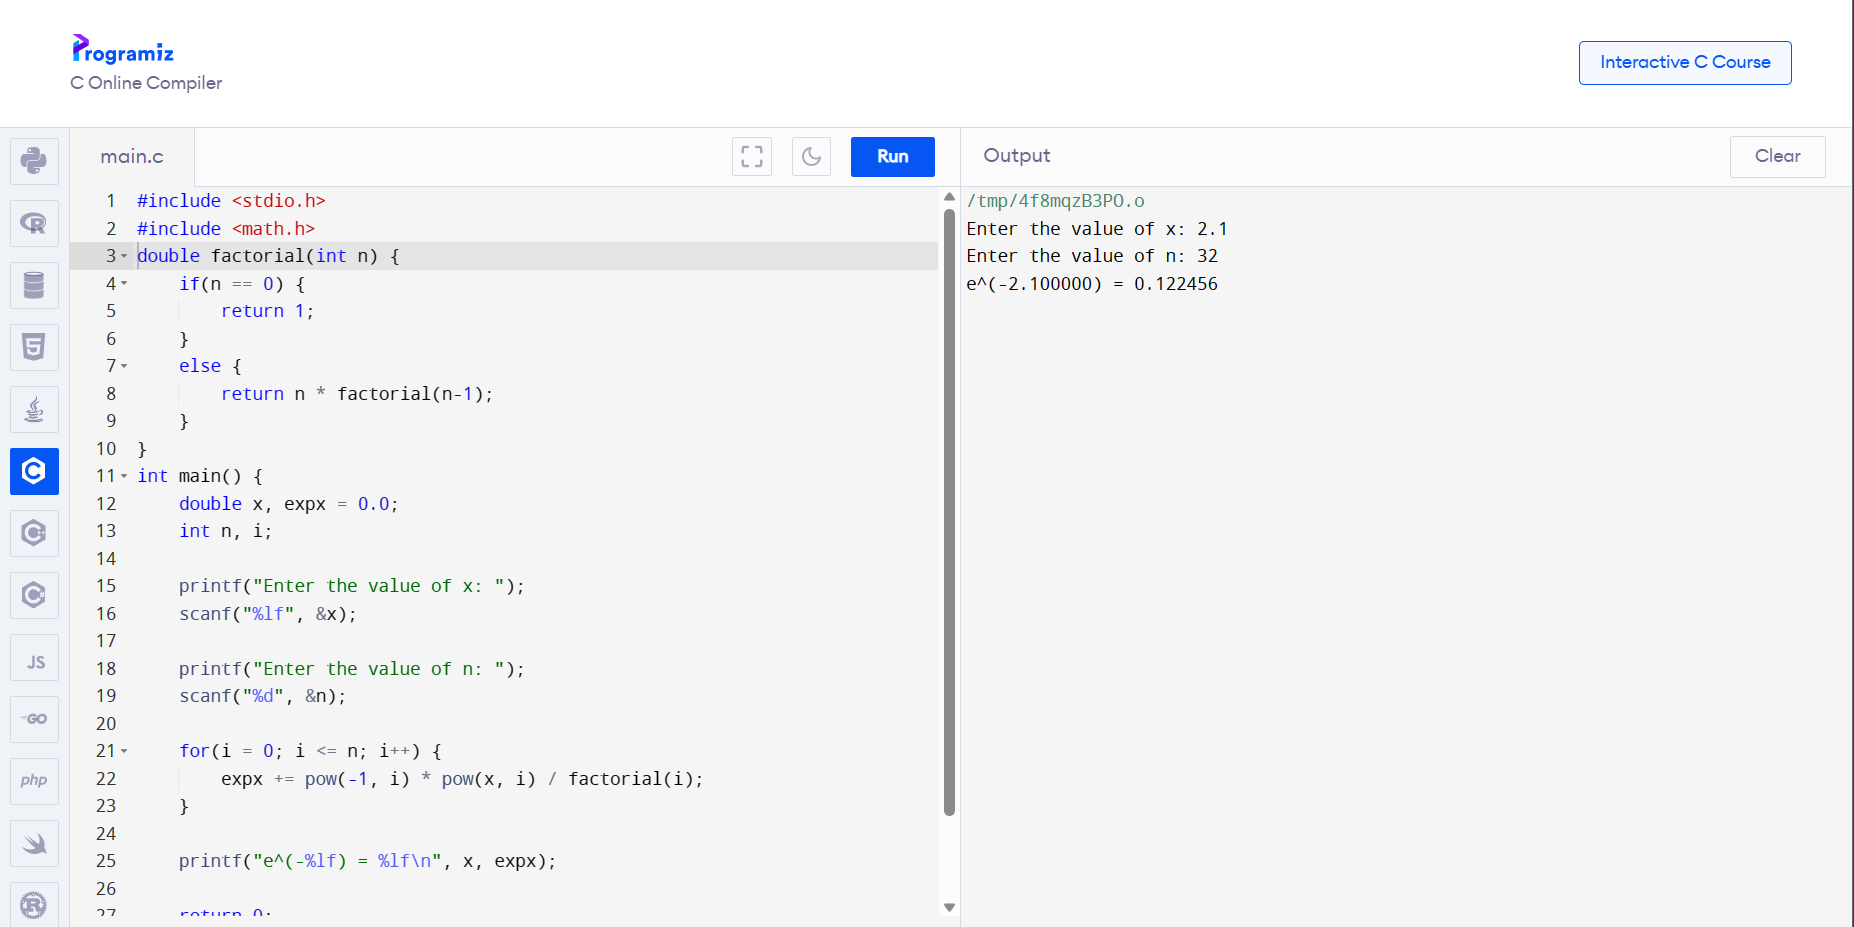 Programiz
C Online Compiler
Interactive C Course
main.c
Run
Output
Clear
1 #include <stdio.h>
2 #include <math.h>
3 double factorial(int n) {
4     if(n == 0) {
5         return 1;
6     }
7     else {
8         return n * factorial(n-1);
9     }
10 }
11 int main() {
12     double x, expx = 0.0;
13     int n, i;
14
15     printf("Enter the value of x: ");
16     scanf("%lf", &x);
17
18     printf("Enter the value of n: ");
19     scanf("%d", &n);
20
21     for(i = 0; i <= n; i++) {
22         expx += pow(-1, i) * pow(x, i) / factorial(i);
23     }
24
25     printf("e^(-%lf) = %lf\n", x, expx);
26
27     return 0;
/tmp/4f8mqzB3PO.o
Enter the value of x: 2.1
Enter the value of n: 32
e^(-2.100000) = 0.122456
R
5
C
C
C
JS
GO
php
R